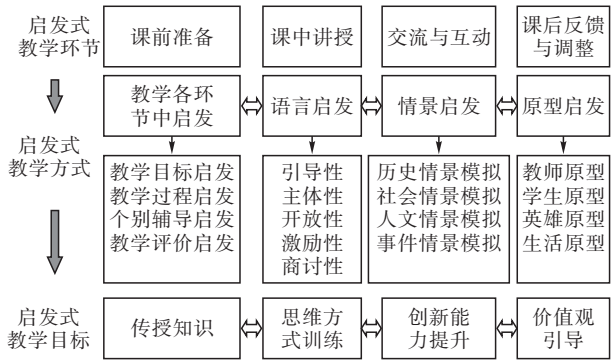 启发式
教学环节
课前准备
课中讲授
交流与互动
课后反馈
与调整
启发式
教学方式
教学各环
节中启发
语言启发
情景启发
原型启发
教学目标启发
教学过程启发
个别辅导启发
教学评价启发
引导性
主体性
开放性
激励性
商讨性
历史情景模拟
社会情景模拟
人文情景模拟
事件情景模拟
教师原型
学生原型
英雄原型
生活原型
启发式
教学目标
传授知识
思维方
式训练
创新能
力提升
价值观
引导